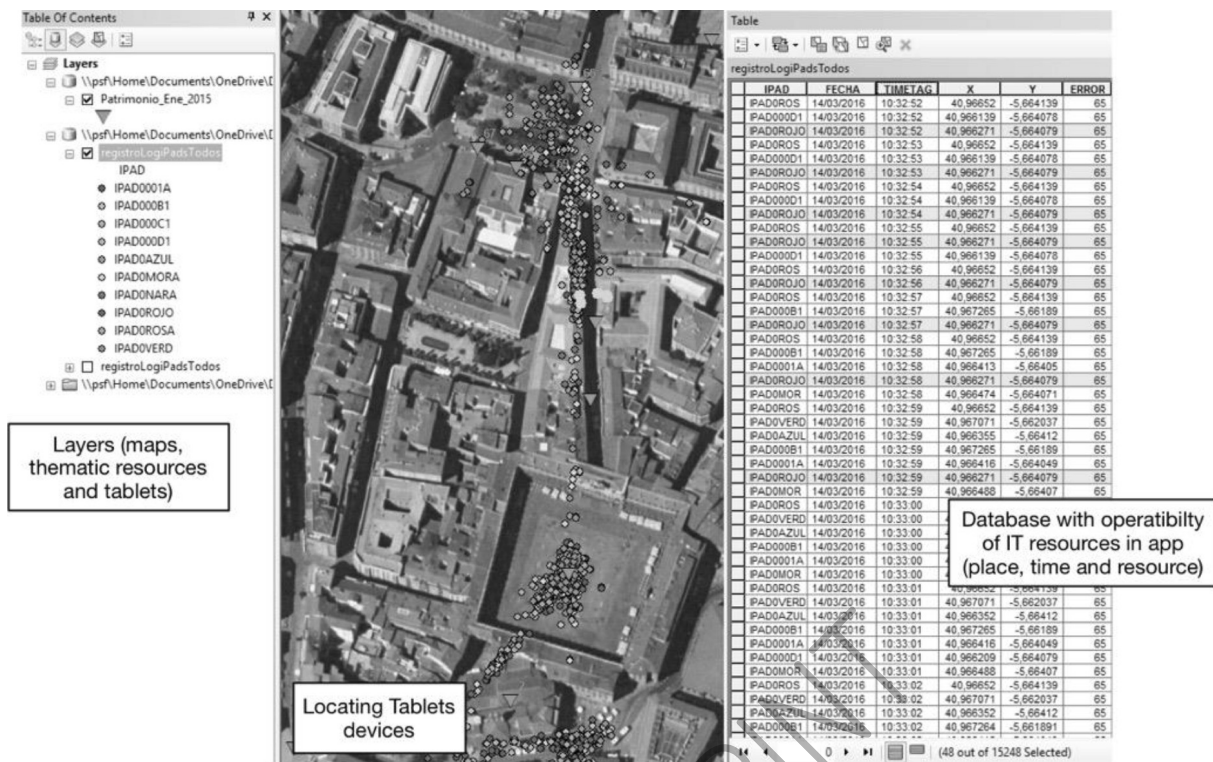 Table Of Contents
Layers
\\psf\Home\Documents\OneDrive\D
Patrimonio_Ene_2015
\\psf\Home\Documents\OneDrive\D
registroLogiPadsTodos
IPAD
IPAD0001A
IPAD000B1
IPAD000C1
IPAD000D1
IPAD0AZUL
IPAD0MORA
IPAD0NARA
IPAD0ROJO
IPAD0ROSA
IPAD0VERD
registroLogiPadsTodos
\\psf\Home\Documents\OneDrive\D
Layers (maps,
thematic resources
and tablets)
67
Locating Tablets
devices
Table
registroLogiPadsTodos
IPAD FECHA TIMETAG X Y ERROR
IPAD0ROS 14/03/2016 10:32:52 40,96652 -5,664139 65
IPAD000D1 14/03/2016 10:32:52 40,966139 -5,664078 65
IPAD0ROJO 14/03/2016 10:32:52 40,966271 -5,664079 65
IPAD0ROS 14/03/2016 10:32:53 40,96652 -5,664139 65
IPAD000D1 14/03/2016 10:32:53 40,966139 -5,664078 65
IPAD0ROJO 14/03/2016 10:32:53 40,966271 -5,664079 65
IPAD0ROS 14/03/2016 10:32:54 40,96652 -5,664139 65
IPAD000D1 14/03/2016 10:32:54 40,966139 -5,664078 65
IPAD0ROJO 14/03/2016 10:32:54 40,966271 -5,664079 65
IPAD0ROS 14/03/2016 10:32:55 40,96652 -5,664139 65
IPAD0ROJO 14/03/2016 10:32:55 40,966271 -5,664079 65
IPAD000D1 14/03/2016 10:32:55 40,966139 -5,664078 65
IPAD0ROS 14/03/2016 10:32:56 40,96652 -5,664139 65
IPAD0ROJO 14/03/2016 10:32:56 40,966271 -5,664079 65
IPAD0ROS 14/03/2016 10:32:57 40,96652 -5,664139 65
IPAD000B1 14/03/2016 10:32:57 40,967265 -5,66189 65
IPAD0ROJO 14/03/2016 10:32:57 40,966271 -5,664079 65
IPAD0ROS 14/03/2016 10:32:58 40,96652 -5,664139 65
IPAD000B1 14/03/2016 10:32:58 40,967265 -5,66189 65
IPAD0001A 14/03/2016 10:32:58 40,966413 -5,66405 65
IPAD0ROJO 14/03/2016 10:32:58 40,966271 -5,664079 65
IPAD0MOR 14/03/2016 10:32:58 40,966474 -5,664071 65
IPAD0ROS 14/03/2016 10:32:59 40,96652 -5,664139 65
IPAD0VERD 14/03/2016 10:32:59 40,967071 -5,662037 65
IPAD0AZUL 14/03/2016 10:32:59 40,966355 -5,66412 65
IPAD000B1 14/03/2016 10:32:59 40,967265 -5,66189 65
IPAD0001A 14/03/2016 10:32:59 40,966416 -5,664049 65
IPAD0ROJO 14/03/2016 10:32:59 40,966271 -5,664079 65
IPAD0MOR 14/03/2016 10:32:59 40,966488 -5,66407 65
IPAD0ROS 14/03/2016 10:33:00
IPAD0VERD 14/03/2016 10:33:00
IPAD0AZUL 14/03/2016 10:33:00
IPAD000B1 14/03/2016 10:33:00
IPAD0001A 14/03/2016 10:33:00
IPAD0MOR 14/03/2016 10:33:00
IPAD0ROS 14/03/2016 10:33:01 40,96652 -5,664139 65
IPAD0VERD 14/03/2016 10:33:01 40,967071 -5,662037 65
IPAD0AZUL 14/03/2016 10:33:01 40,966352 -5,66412 65
IPAD000B1 14/03/2016 10:33:01 40,967265 -5,66189 65
IPAD0001A 14/03/2016 10:33:01 40,966416 -5,664049 65
IPAD000D1 14/03/2016 10:33:01 40,966209 -5,664079 65
IPAD0MOR 14/03/2016 10:33:01 40,966488 -5,66407 65
IPAD0ROS 14/03/2016 10:33:02 40,96652 -5,664139 65
IPAD0VERD 14/03/2016 10:33:02 40,967071 -5,662037 65
IPAD0AZUL 14/03/2016 10:33:02 40,966352 -5,66412 65
IPAD000B1 14/03/2016 10:33:02 40,967264 -5,661891 65
Database with operatibilty
of IT resources in app
(place, time and resource)
0
(48 out of 15248 Selected)